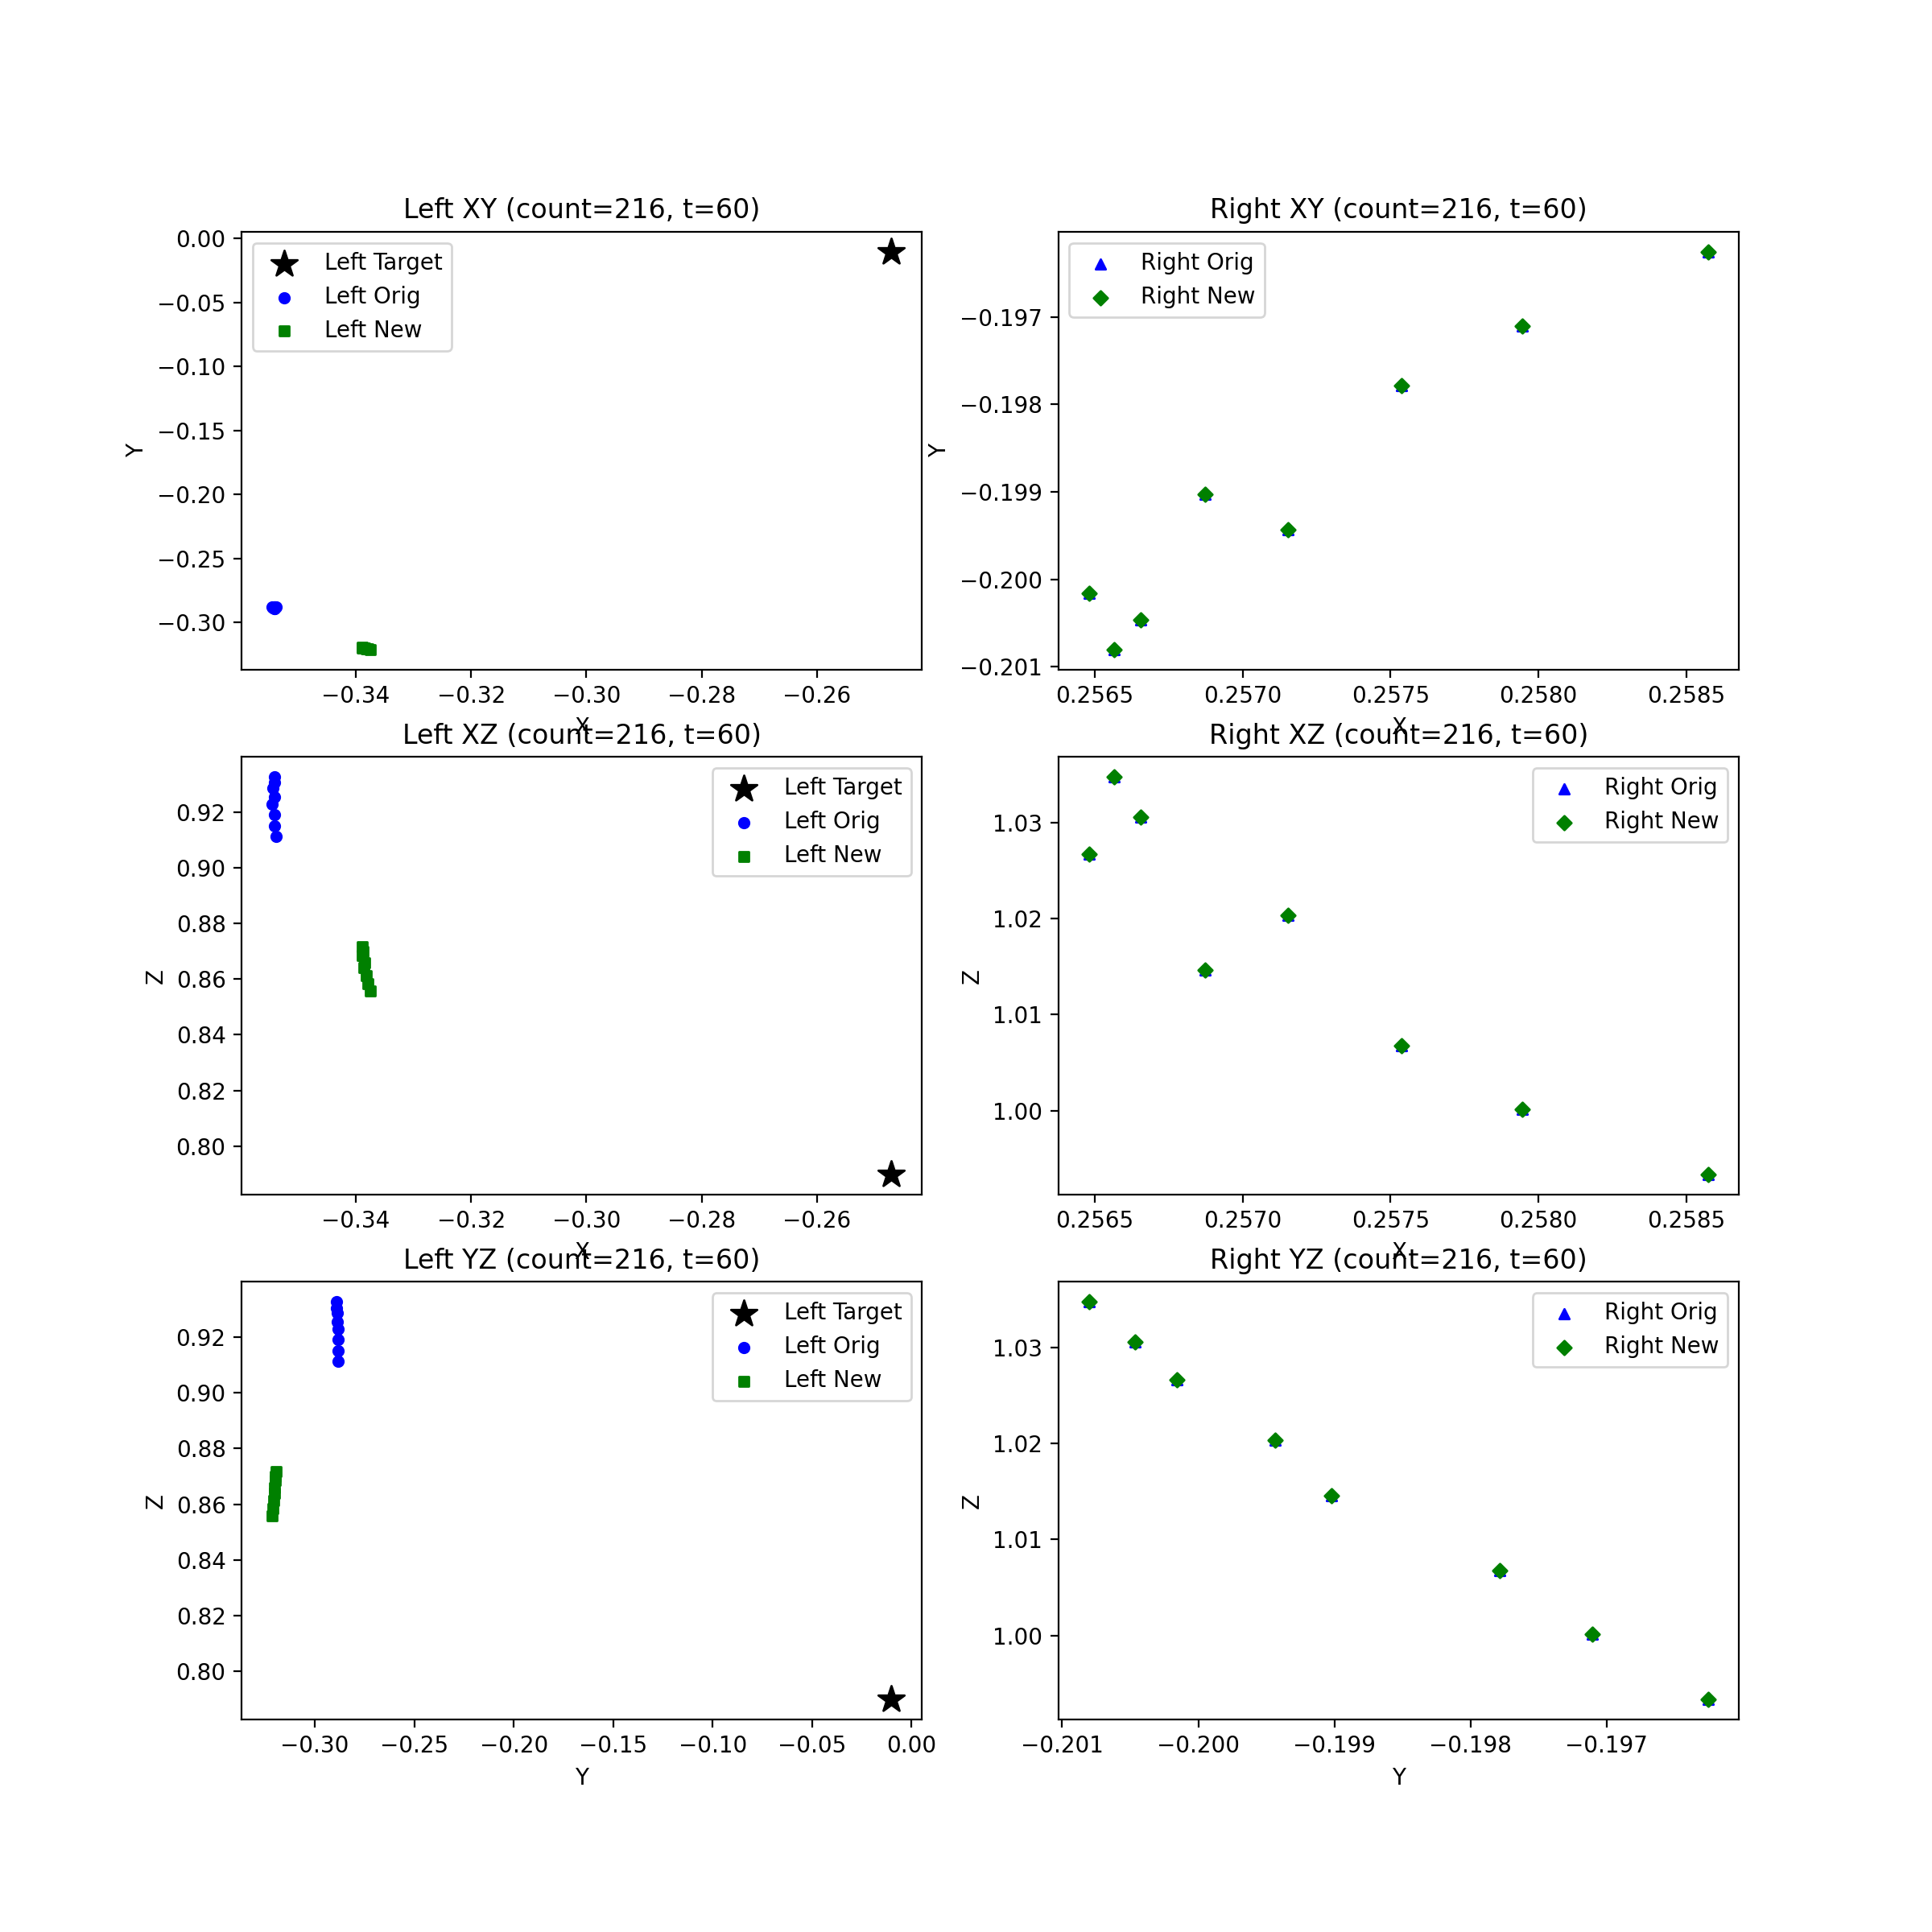 Left XY (count=216, t=60)
0.00
−0.05
−0.10
−0.15
−0.20
−0.25
−0.30
Y
Left Target
Left Orig
Left New
−0.34 −0.32 −0.30 −0.28 −0.26
X
Right XY (count=216, t=60)
−0.197
−0.198
−0.199
−0.200
−0.201
Y
Right Orig
Right New
0.2565 0.2570 0.2575 0.2580 0.2585
X
Left XZ (count=216, t=60)
0.92
0.90
0.88
0.86
0.84
0.82
0.80
Z
Left Target
Left Orig
Left New
−0.34 −0.32 −0.30 −0.28 −0.26
X
Right XZ (count=216, t=60)
1.03
1.02
1.01
1.00
Z
Right Orig
Right New
0.2565 0.2570 0.2575 0.2580 0.2585
X
Left YZ (count=216, t=60)
0.92
0.90
0.88
0.86
0.84
0.82
0.80
Z
Left Target
Left Orig
Left New
−0.30 −0.25 −0.20 −0.15 −0.10 −0.05 0.00
Y
Right YZ (count=216, t=60)
1.03
1.02
1.01
1.00
Z
Right Orig
Right New
−0.201 −0.200 −0.199 −0.198 −0.197
Y